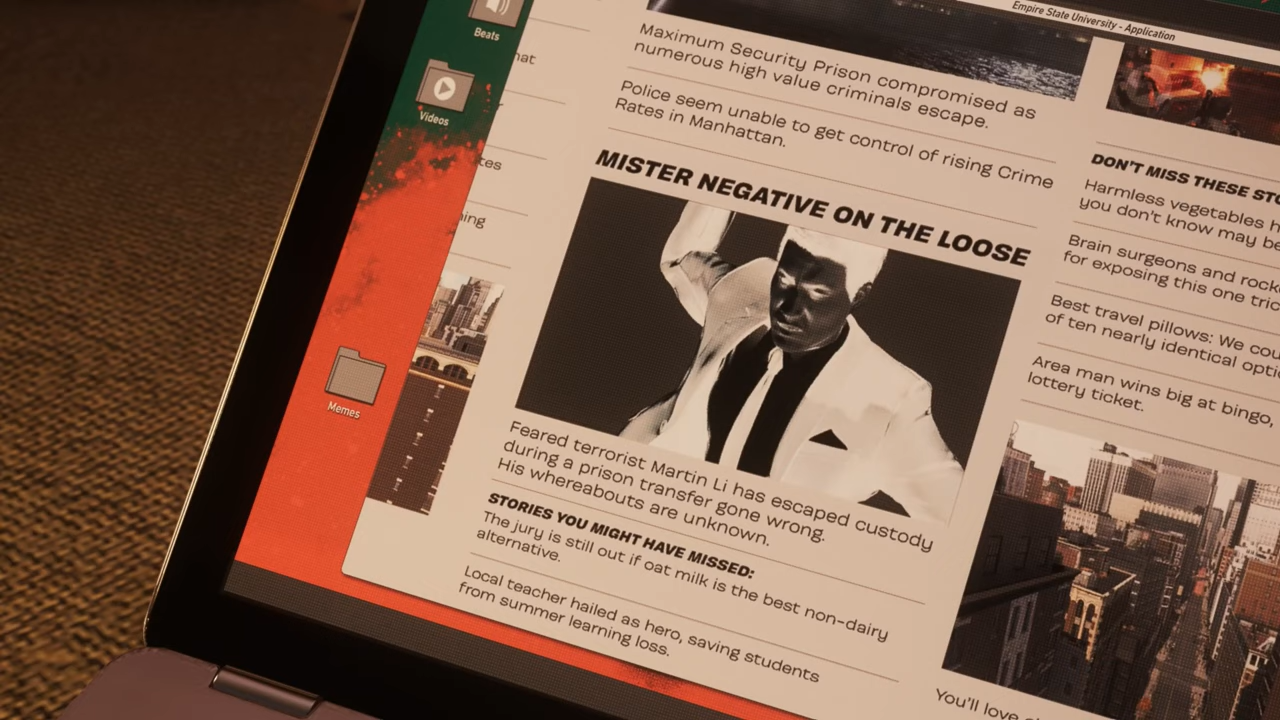 Empire State University - Application
Beats
Videos
Memes
hat
tes
ing
Maximum Security Prison compromised as
numerous high value criminals escape.
Police seem unable to get control of rising Crime
Rates in Manhattan.
MISTER NEGATIVE ON THE LOOSE
Feared terrorist Martin Li has escaped custody
during a prison transfer gone wrong.
His whereabouts are unknown.
STORIES YOU MIGHT HAVE MISSED:
The jury is still out if oat milk is the best non-dairy
alternative.
Local teacher hailed as hero, saving students
from summer learning loss.
DON'T MISS THESE STO
Harmless vegetables h
you don't know may be
Brain surgeons and rocke
for exposing this one tric
Best travel pillows: We cou
of ten nearly identical optio
Area man wins big at bingo,
lottery ticket.
You'll love